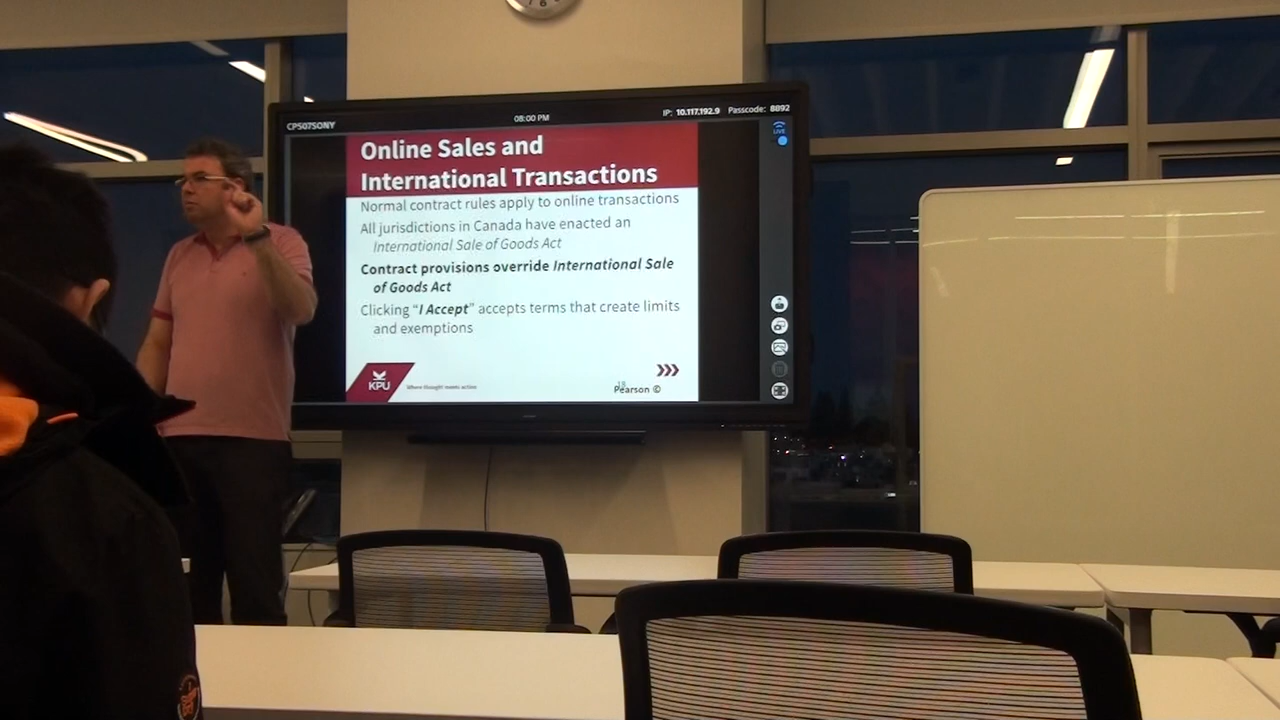 CPS07SONY
08:00 PM
IP: 10.117.192.9 Passcode: 8892
LIVE
Online Sales and
International Transactions
Normal contract rules apply to online transactions
All jurisdictions in Canada have enacted an
International Sale of Goods Act
Contract provisions override International Sale
of Goods Act
Clicking “I Accept” accepts terms that create limits
and exemptions
KPU
Where thought meets action
18
Pearson ©